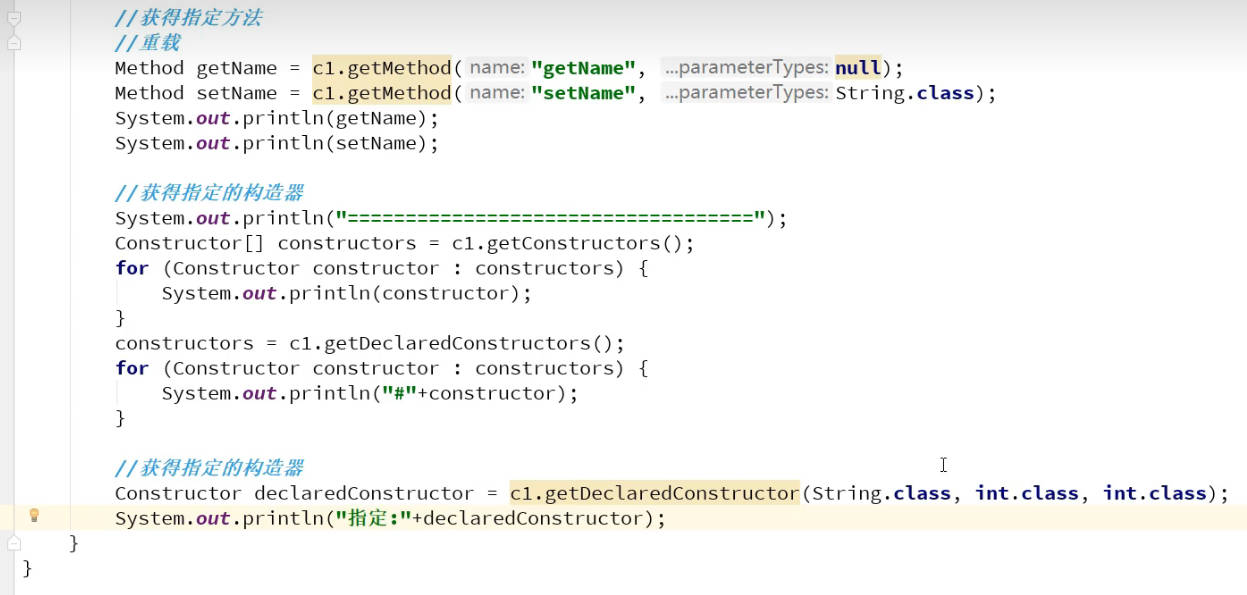 //获得指定方法
//重载
Method getName = c1.getMethod( name: "getName", ...parameterTypes: null);
Method setName = c1.getMethod( name: "setName", ...parameterTypes: String.class);
System.out.println(getName);
System.out.println(setName);
//获得指定的构造器
System.out.println("===================================");
Constructor[] constructors = c1.getConstructors();
for (Constructor constructor : constructors) {
System.out.println(constructor);
}
constructors = c1.getDeclaredConstructors();
for (Constructor constructor : constructors) {
System.out.println("#"+constructor);
}
//获得指定的构造器
Constructor declaredConstructor = c1.getDeclaredConstructor(String.class, int.class, int.class);
System.out.println("指定:"+declaredConstructor);
}
}